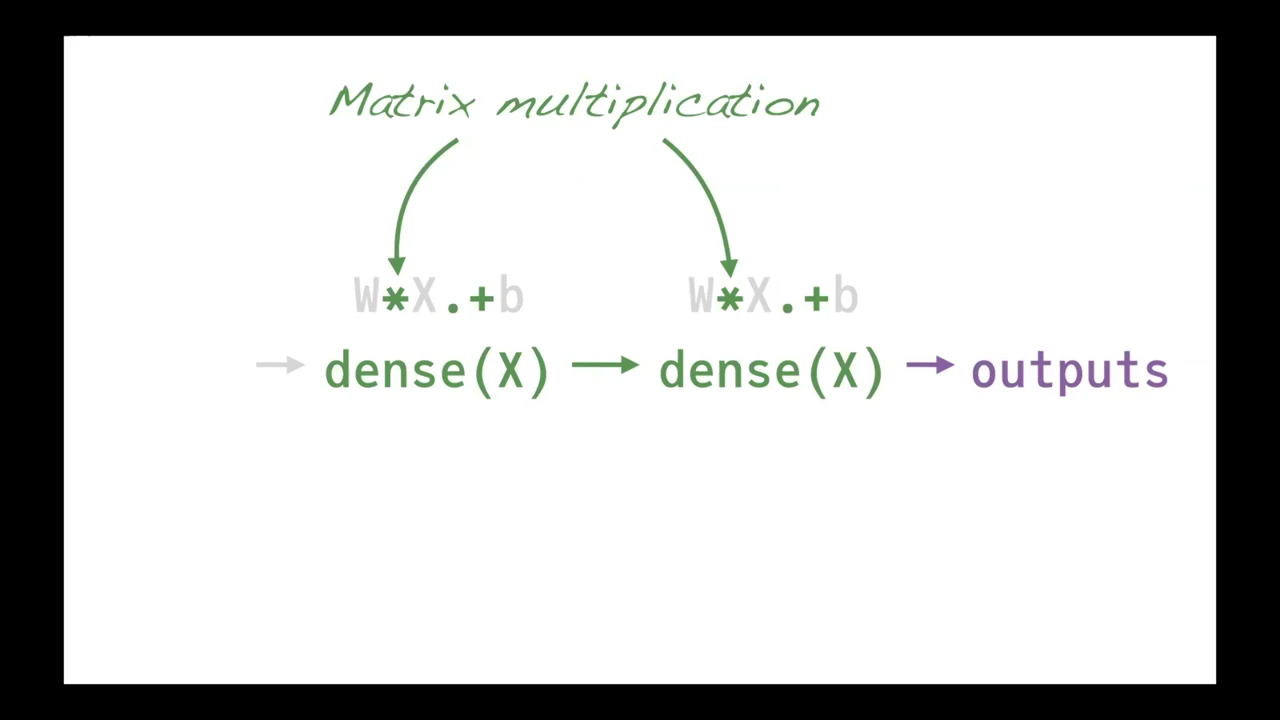 Matrix multiplication
W*X.+b W*X.+b
→ dense(X) → dense(X) → outputs